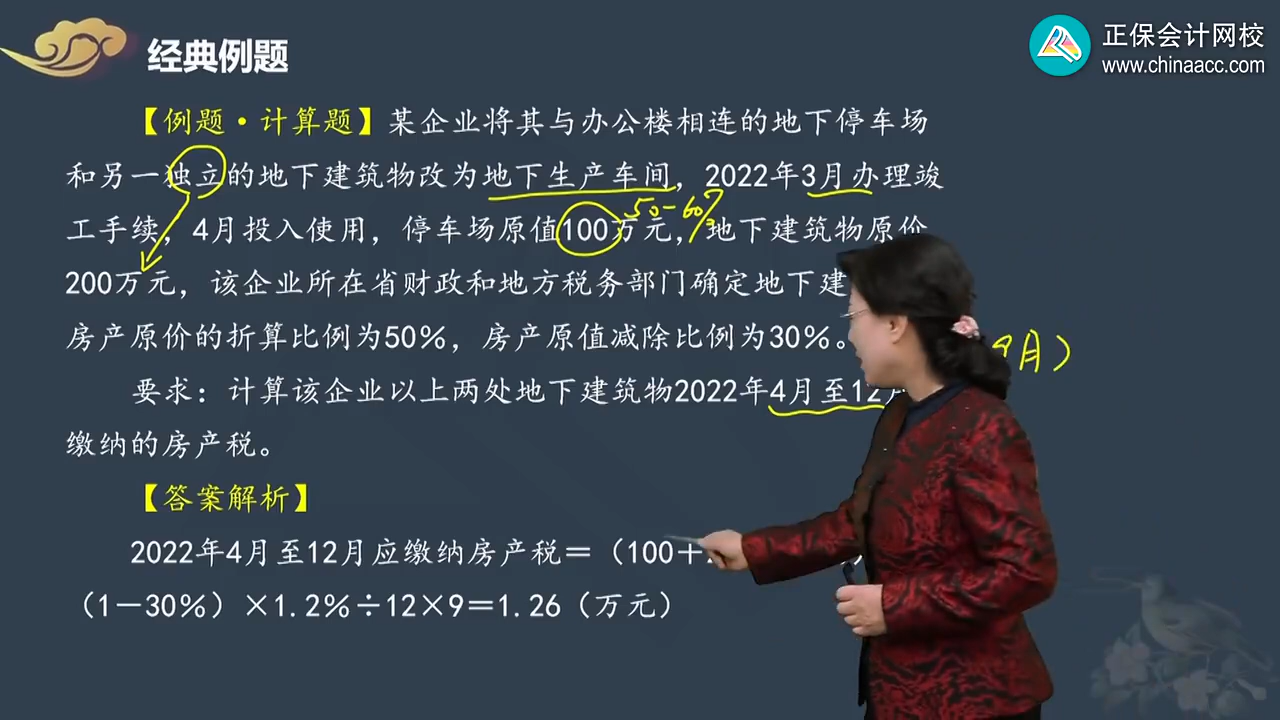 正保会计网校
www.chinaacc.com
经典例题
【例题·计算题】某企业将其与办公楼相连的地下停车场
和另一独立的地下建筑物改为地下生产车间，2022年3月办理竣
50-60%
工手续，4月投入使用，停车场原值100万元，地下建筑物原价
200万元，该企业所在省财政和地方税务部门确定地下建
房产原价的折算比例为50%，房产原值减除比例为30%。
9月）
要求：计算该企业以上两处地下建筑物2022年4月至12月
缴纳的房产税。
【答案解析】
2022年4月至12月应缴纳房产税＝（100＋
（1－30%）×1.2%÷12×9＝1.26（万元）